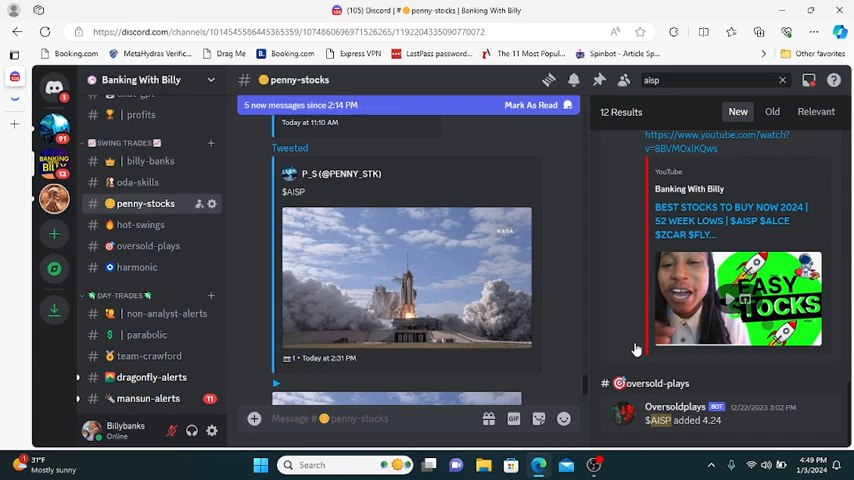 (105) Discord | # 🟡penny-stocks | Banking With Billy
https://discord.com/channels/1014545586445365359/1074860696971526265/1192204335090770072
Booking.com
MetaHydras Verific...
Drag Me
Booking.com
Express VPN
LastPass password...
The 11 Most Popul...
Spinbot - Article Sp...
Other favorites
Banking With Billy
# 🟡penny-stocks
aisp
profits
5 new messages since 2:14 PM
Mark As Read
12 Results
New
Old
Relevant
Today at 11:10 AM
https://www.youtube.com/watch?
v=8BVMOxlKQws
SWING TRADES
billy-banks
oda-skills
penny-stocks
hot-swings
oversold-plays
harmonic
Tweeted
P_S (@PENNY_STK)
$AISP
NASA
YouTube
Banking With Billy
BEST STOCKS TO BUY NOW 2024 |
52 WEEK LOWS | $AISP $ALCE
$ZCAR $FLY...
EASY
STOCKS
DAY-TRADES
non-analyst-alerts
parabolic
team-crawford
dragonfly-alerts
mansun-alerts
11
1 • Today at 2:31 PM
# 🎯oversold-plays
Oversoldplays BOT 12/22/2023 3:02 PM
$AISP added 4.24
1
91
13
Billybanks
Online
Message # 🟡penny-stocks
GIF
31°F
Mostly sunny
Search
4:49 PM
1/3/2024